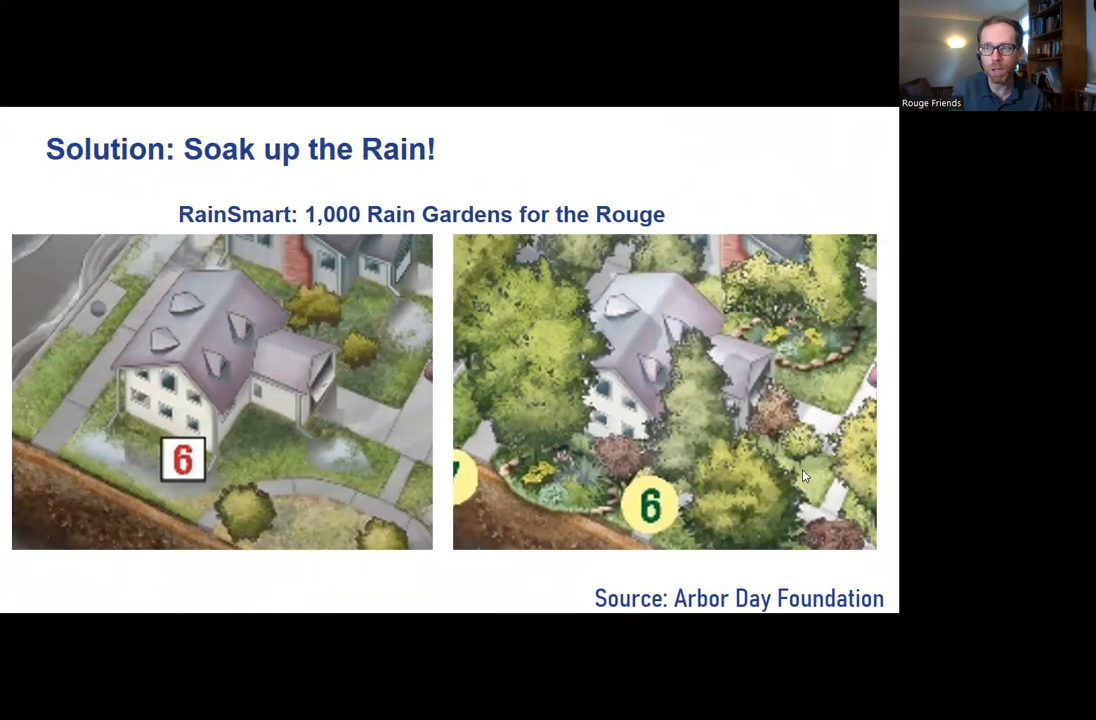 Solution: Soak up the Rain!
RainSmart: 1,000 Rain Gardens for the Rouge
6
6
Source: Arbor Day Foundation
Rouge Friends